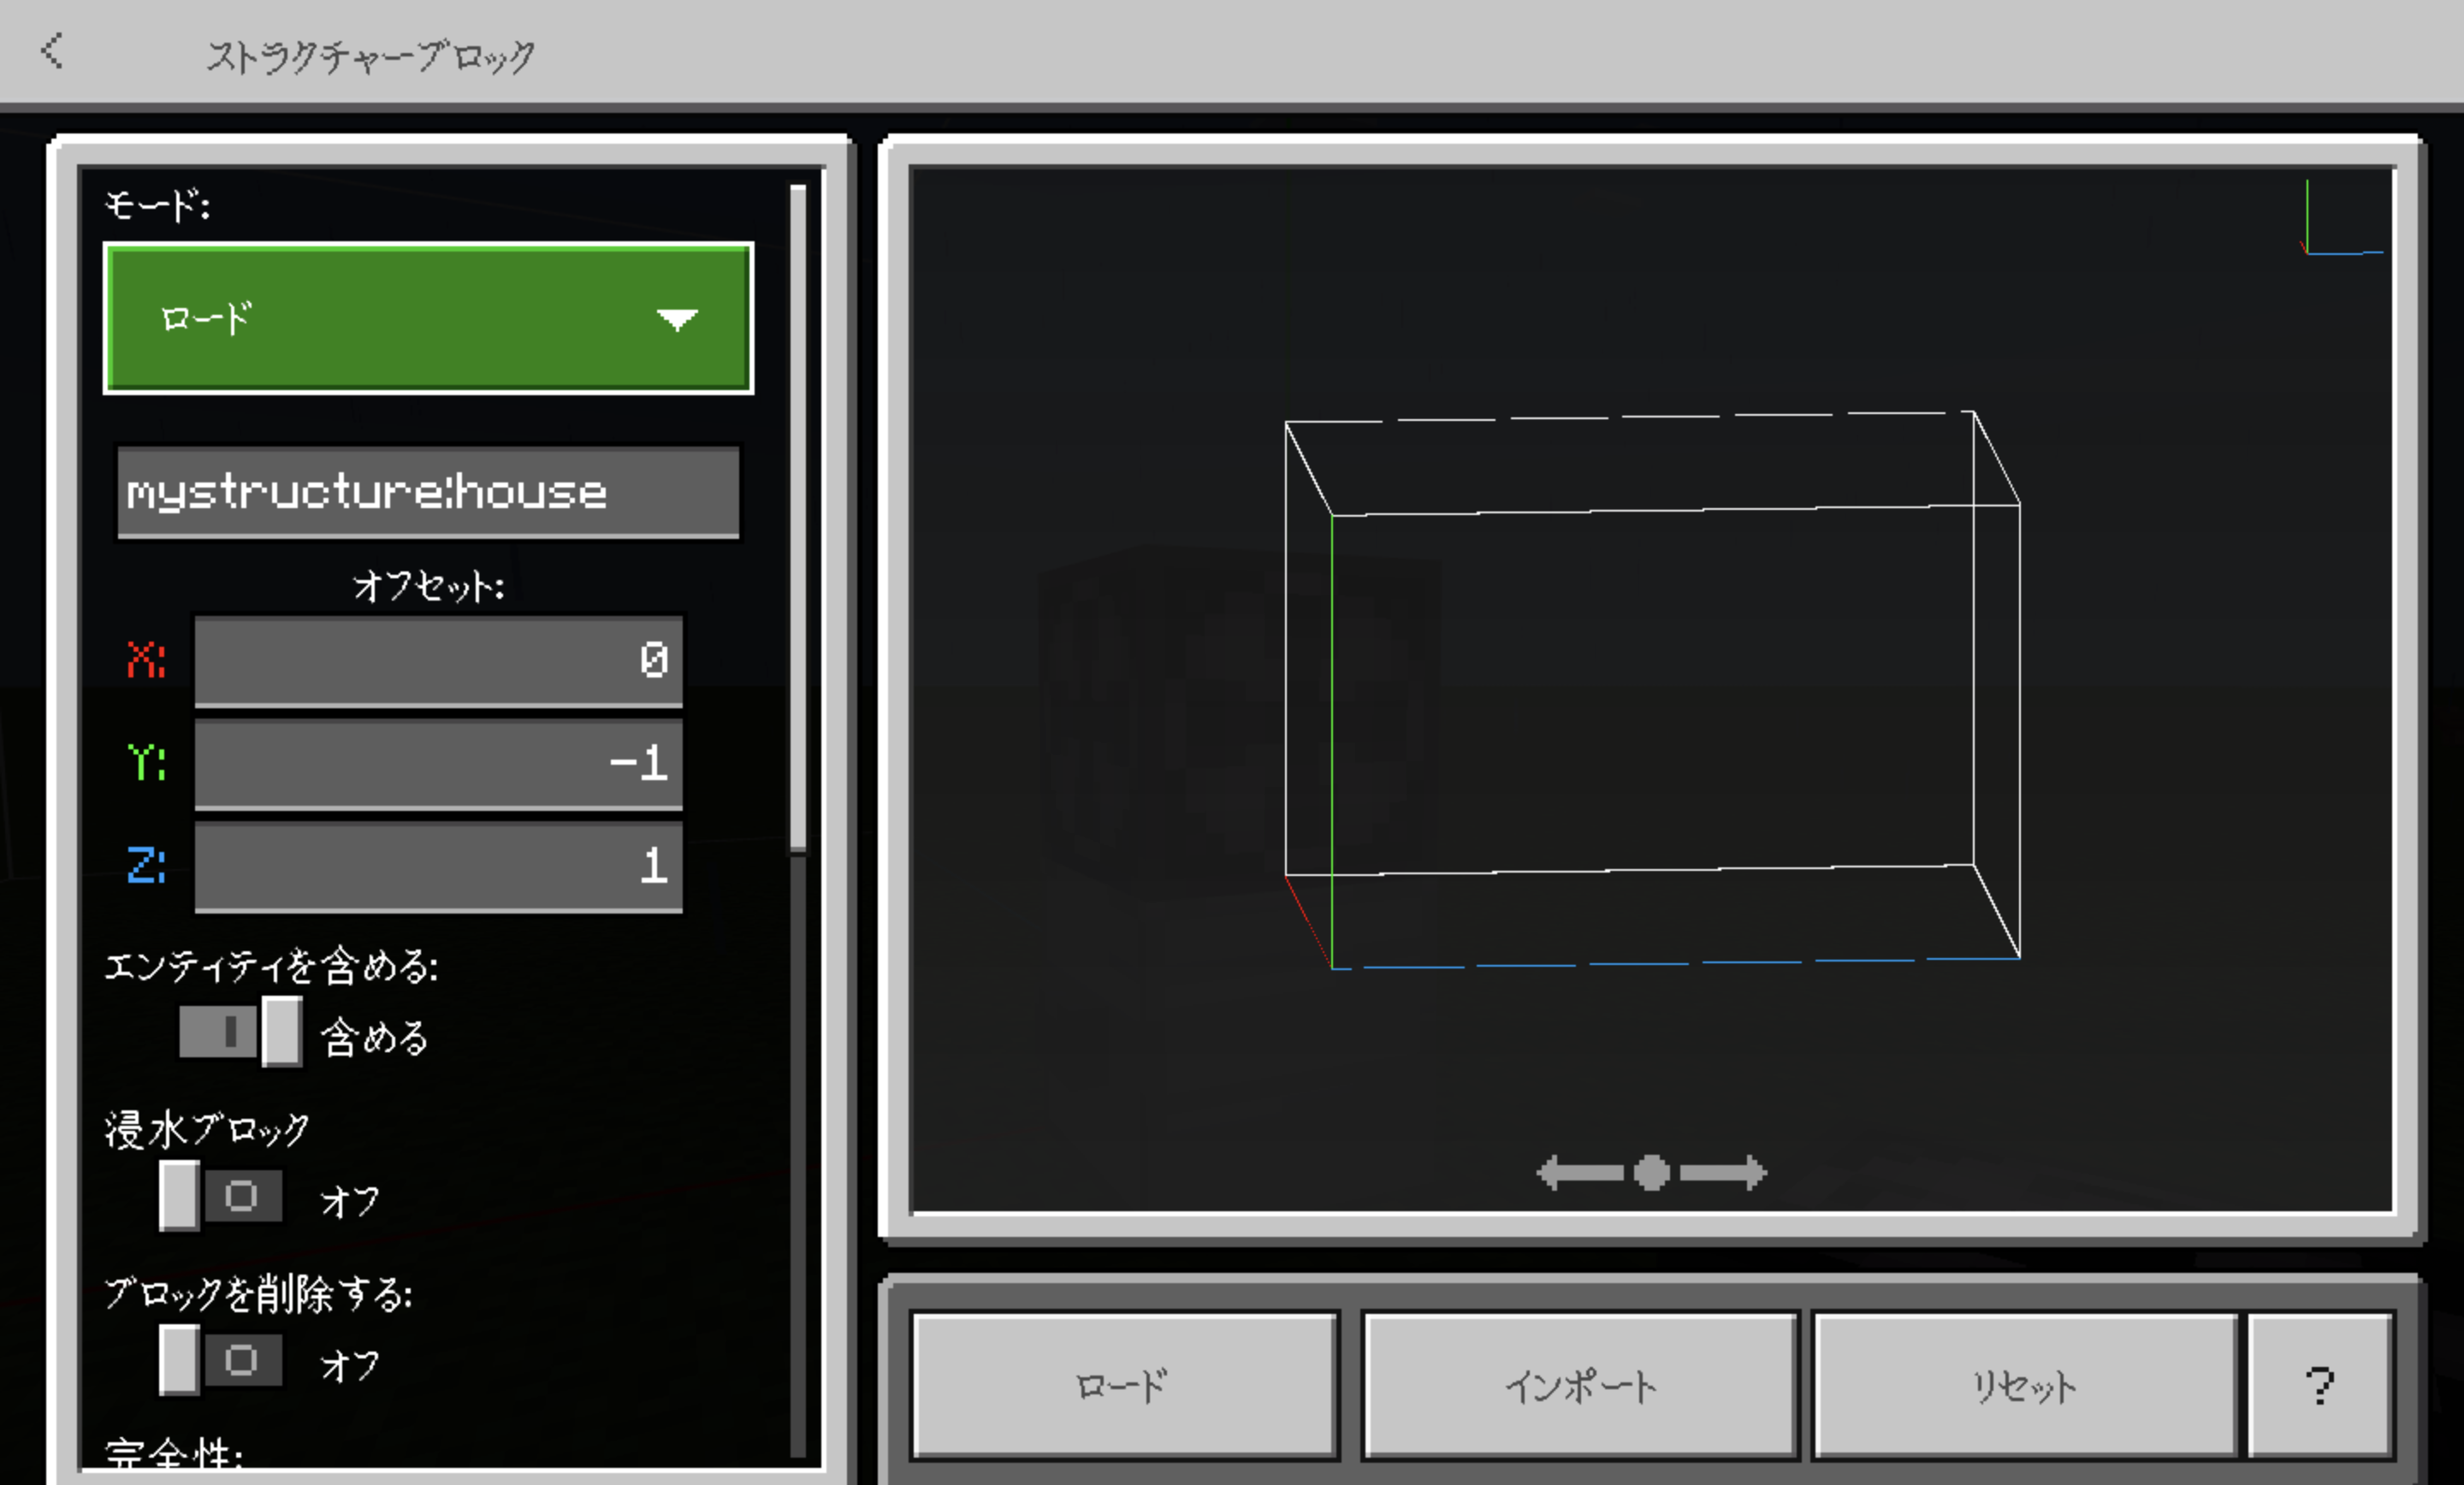 ストラクチャーブロック
モード:
ロード
mystructure:house
オフセット:
X: 0
Y: -1
Z: 1
エンティティを含める:
含める
浸水ブロック
オフ
ブロックを削除する:
オフ
完全性:
ロード
インポート
リセット
?